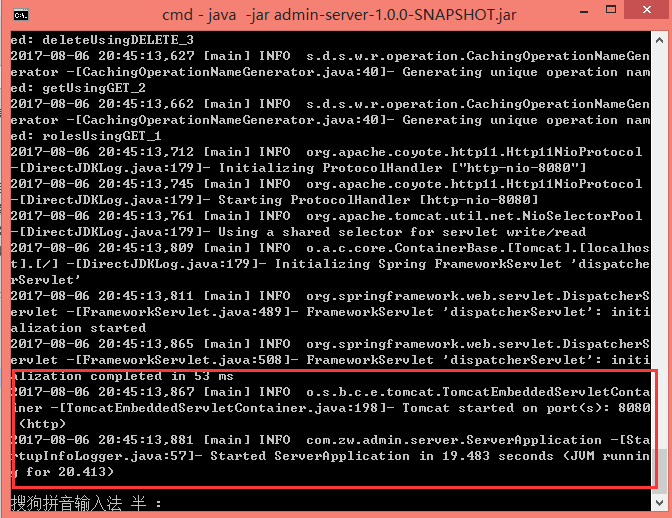 cmd - java  -jar admin-server-1.0.0-SNAPSHOT.jar
ed: deleteUsingDELETE_3
2017-08-06 20:45:13,627 [main] INFO  s.d.s.w.r.operation.CachingOperationNameGen
erator -[CachingOperationNameGenerator.java:40]- Generating unique operation nam
ed: getUsingGET_2
2017-08-06 20:45:13,662 [main] INFO  s.d.s.w.r.operation.CachingOperationNameGen
erator -[CachingOperationNameGenerator.java:40]- Generating unique operation nam
ed: rolesUsingGET_1
2017-08-06 20:45:13,712 [main] INFO  org.apache.coyote.http11.Http11NioProtocol
-[DirectJDKLog.java:179]- Initializing ProtocolHandler ["http-nio-8080"]
2017-08-06 20:45:13,745 [main] INFO  org.apache.coyote.http11.Http11NioProtocol
-[DirectJDKLog.java:179]- Starting ProtocolHandler [http-nio-8080]
2017-08-06 20:45:13,761 [main] INFO  org.apache.tomcat.util.net.NioSelectorPool
-[DirectJDKLog.java:179]- Using a shared selector for servlet write/read
2017-08-06 20:45:13,809 [main] INFO  o.a.c.core.ContainerBase.[Tomcat].[localhos
t].[/] -[DirectJDKLog.java:179]- Initializing Spring FrameworkServlet 'dispatche
rServlet'
2017-08-06 20:45:13,811 [main] INFO  org.springframework.web.servlet.DispatcherS
ervlet -[FrameworkServlet.java:489]- FrameworkServlet 'dispatcherServlet': initi
alization started
2017-08-06 20:45:13,865 [main] INFO  org.springframework.web.servlet.DispatcherS
ervlet -[FrameworkServlet.java:508]- FrameworkServlet 'dispatcherServlet': initi
alization completed in 53 ms
2017-08-06 20:45:13,867 [main] INFO  o.s.b.c.e.tomcat.TomcatEmbeddedServletConta
iner -[TomcatEmbeddedServletContainer.java:198]- Tomcat started on port(s): 8080
(http)
2017-08-06 20:45:13,881 [main] INFO  com.zw.admin.server.ServerApplication -[Sta
rtupInfoLogger.java:57]- Started ServerApplication in 19.483 seconds (JVM runnin
g for 20.413)
搜狗拼音输入法 半 :